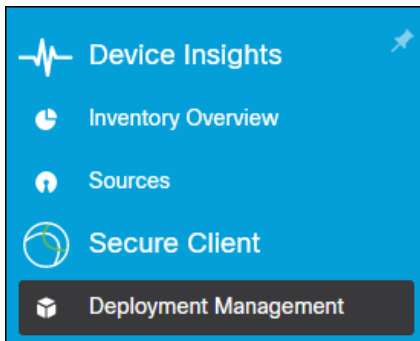 Device Insights
Inventory Overview
Sources
Secure Client
Deployment Management